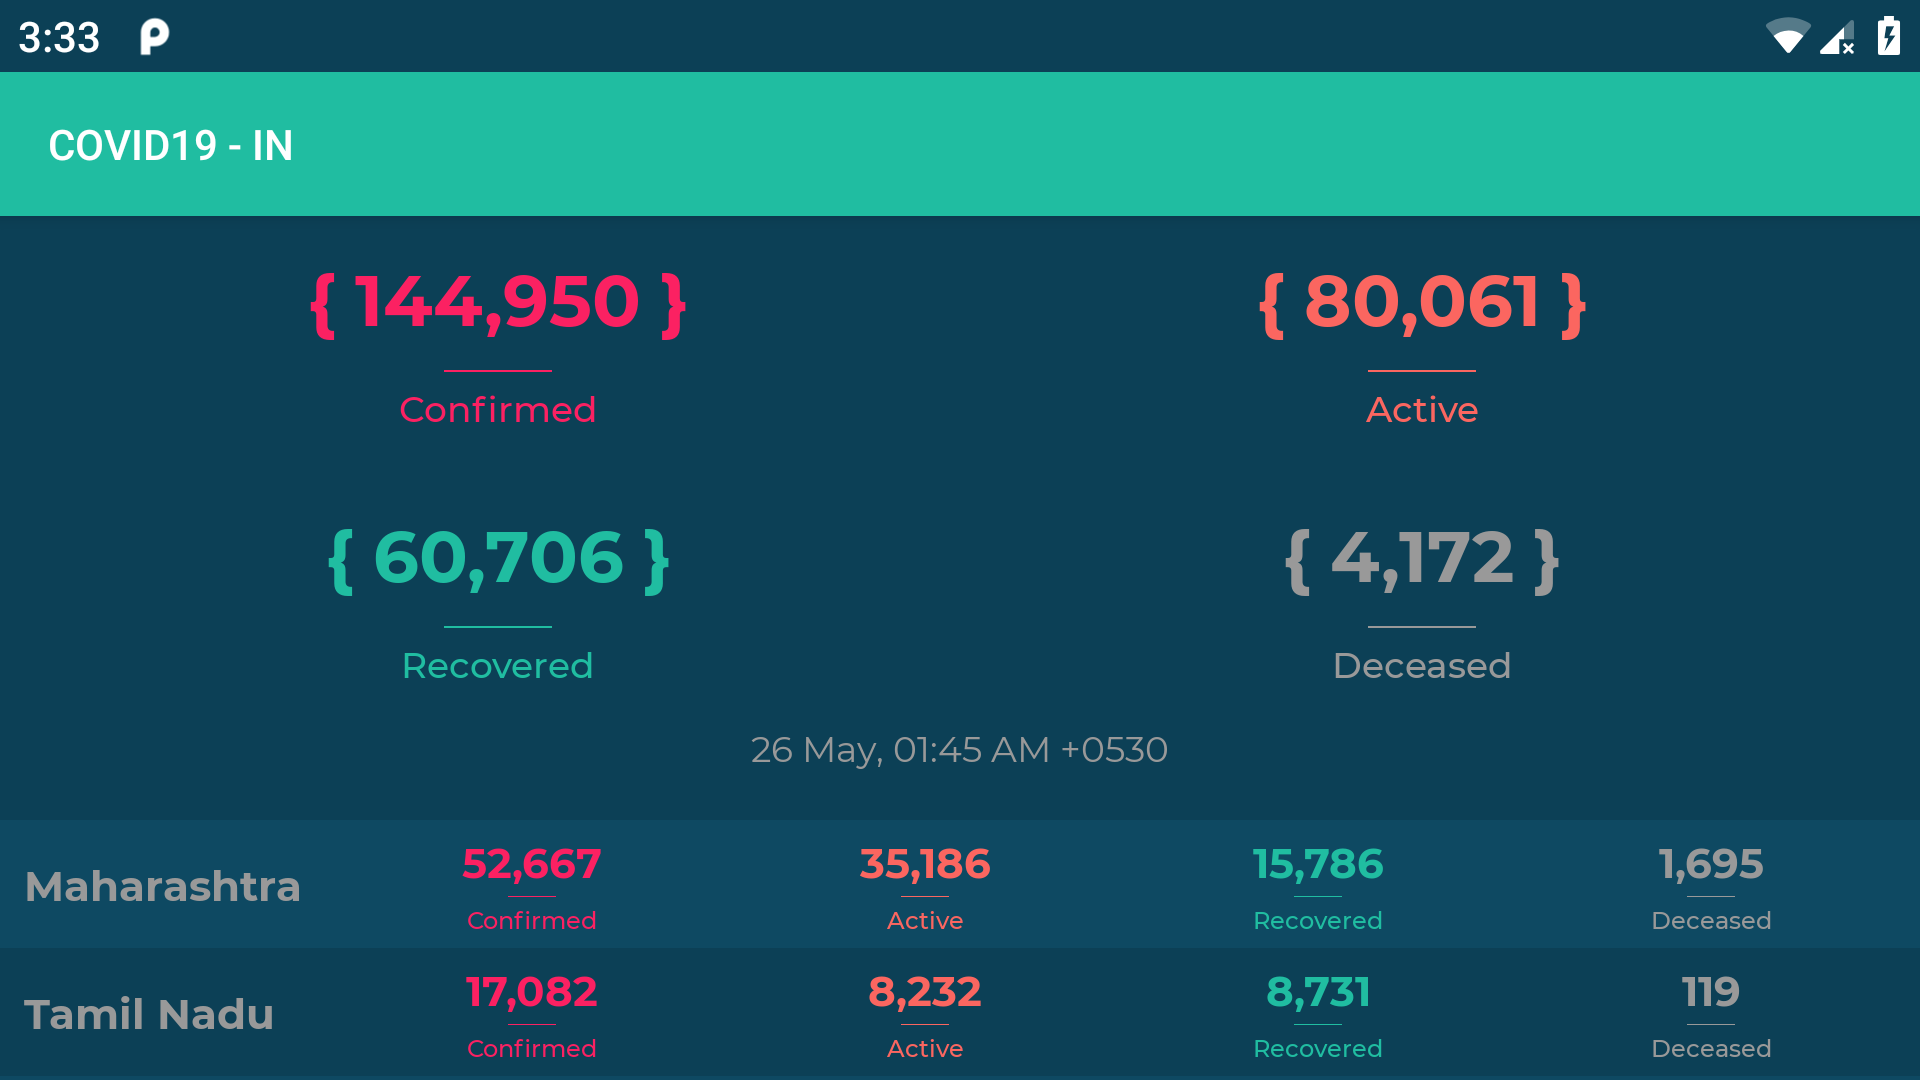 3:33
COVID19 - IN
{ 144,950 } { 80,061 }
Confirmed Active
{ 60,706 } { 4,172 }
Recovered Deceased
26 May, 01:45 AM +0530
Maharashtra 52,667 35,186 15,786 1,695
Confirmed Active Recovered Deceased
Tamil Nadu 17,082 8,232 8,731 119
Confirmed Active Recovered Deceased